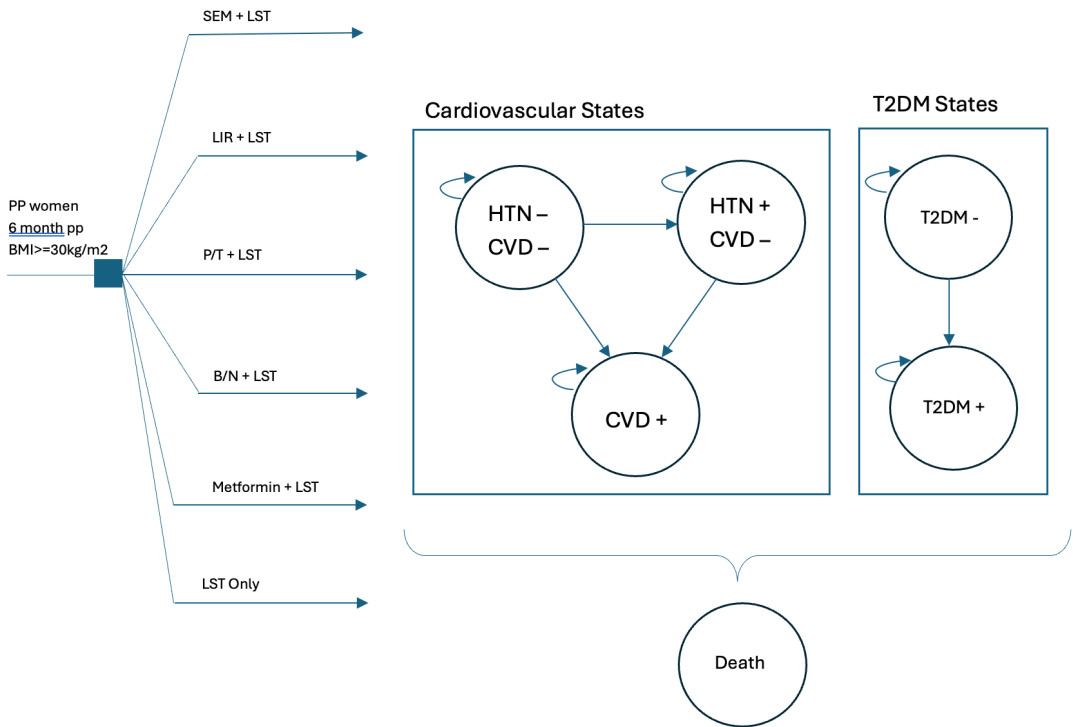 SEM + LST
LIR + LST
PP women
6 month pp
BMI>=30kg/m2
P/T + LST
B/N + LST
Metformin + LST
LST Only
Cardiovascular States
HTN –
CVD –
HTN +
CVD –
CVD +
T2DM States
T2DM -
T2DM +
Death